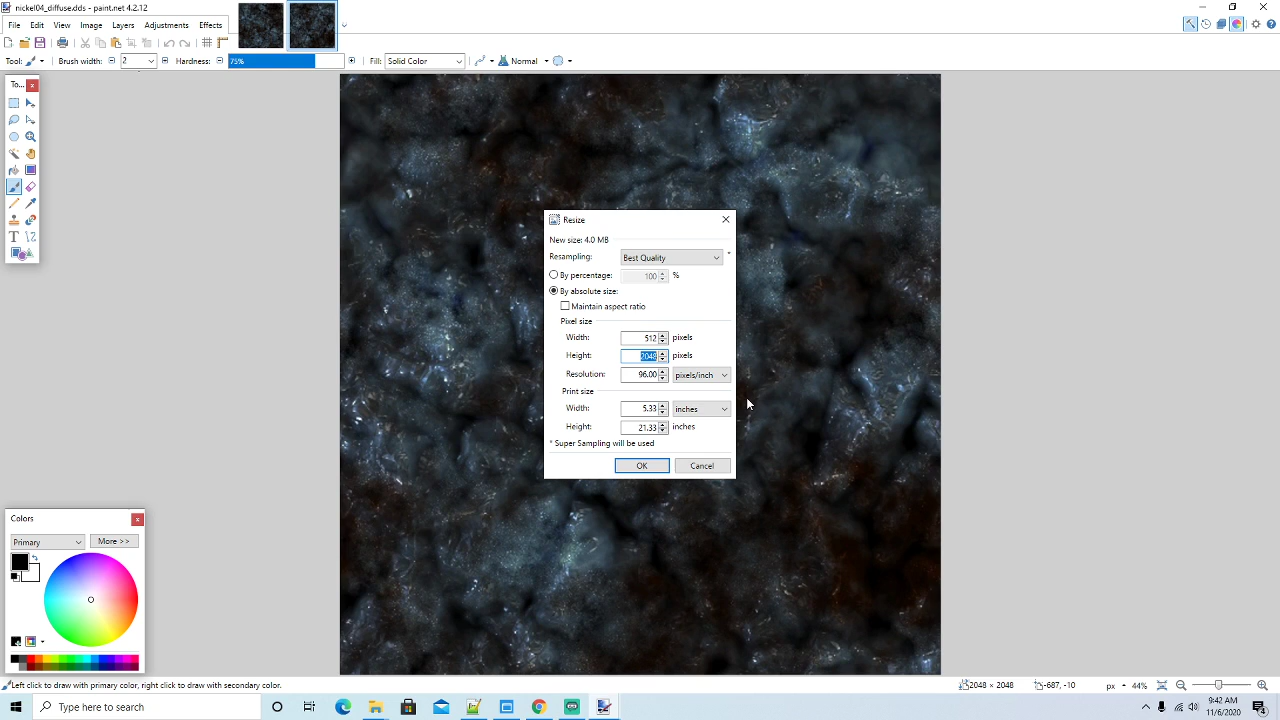 nickel04_diffuse.dds - paint.net 4.2.12
File Edit View Image Layers Adjustments Effects
Tool: Brush width: 2 Hardness: 75% Fill: Solid Color Normal
To...
Resize
New size: 4.0 MB
Resampling: Best Quality *
By percentage: 100 %
By absolute size:
Maintain aspect ratio
Pixel size
Width: 512 pixels
Height: 2048 pixels
Resolution: 96.00 pixels/inch
Print size
Width: 5.33 inches
Height: 21.33 inches
* Super Sampling will be used
OK Cancel
Colors
Primary More >>
Left click to draw with primary color, right click to draw with secondary color. 2048 × 2048 -687, -10 px 44%
Type here to search
4:32 AM
11/6/2020